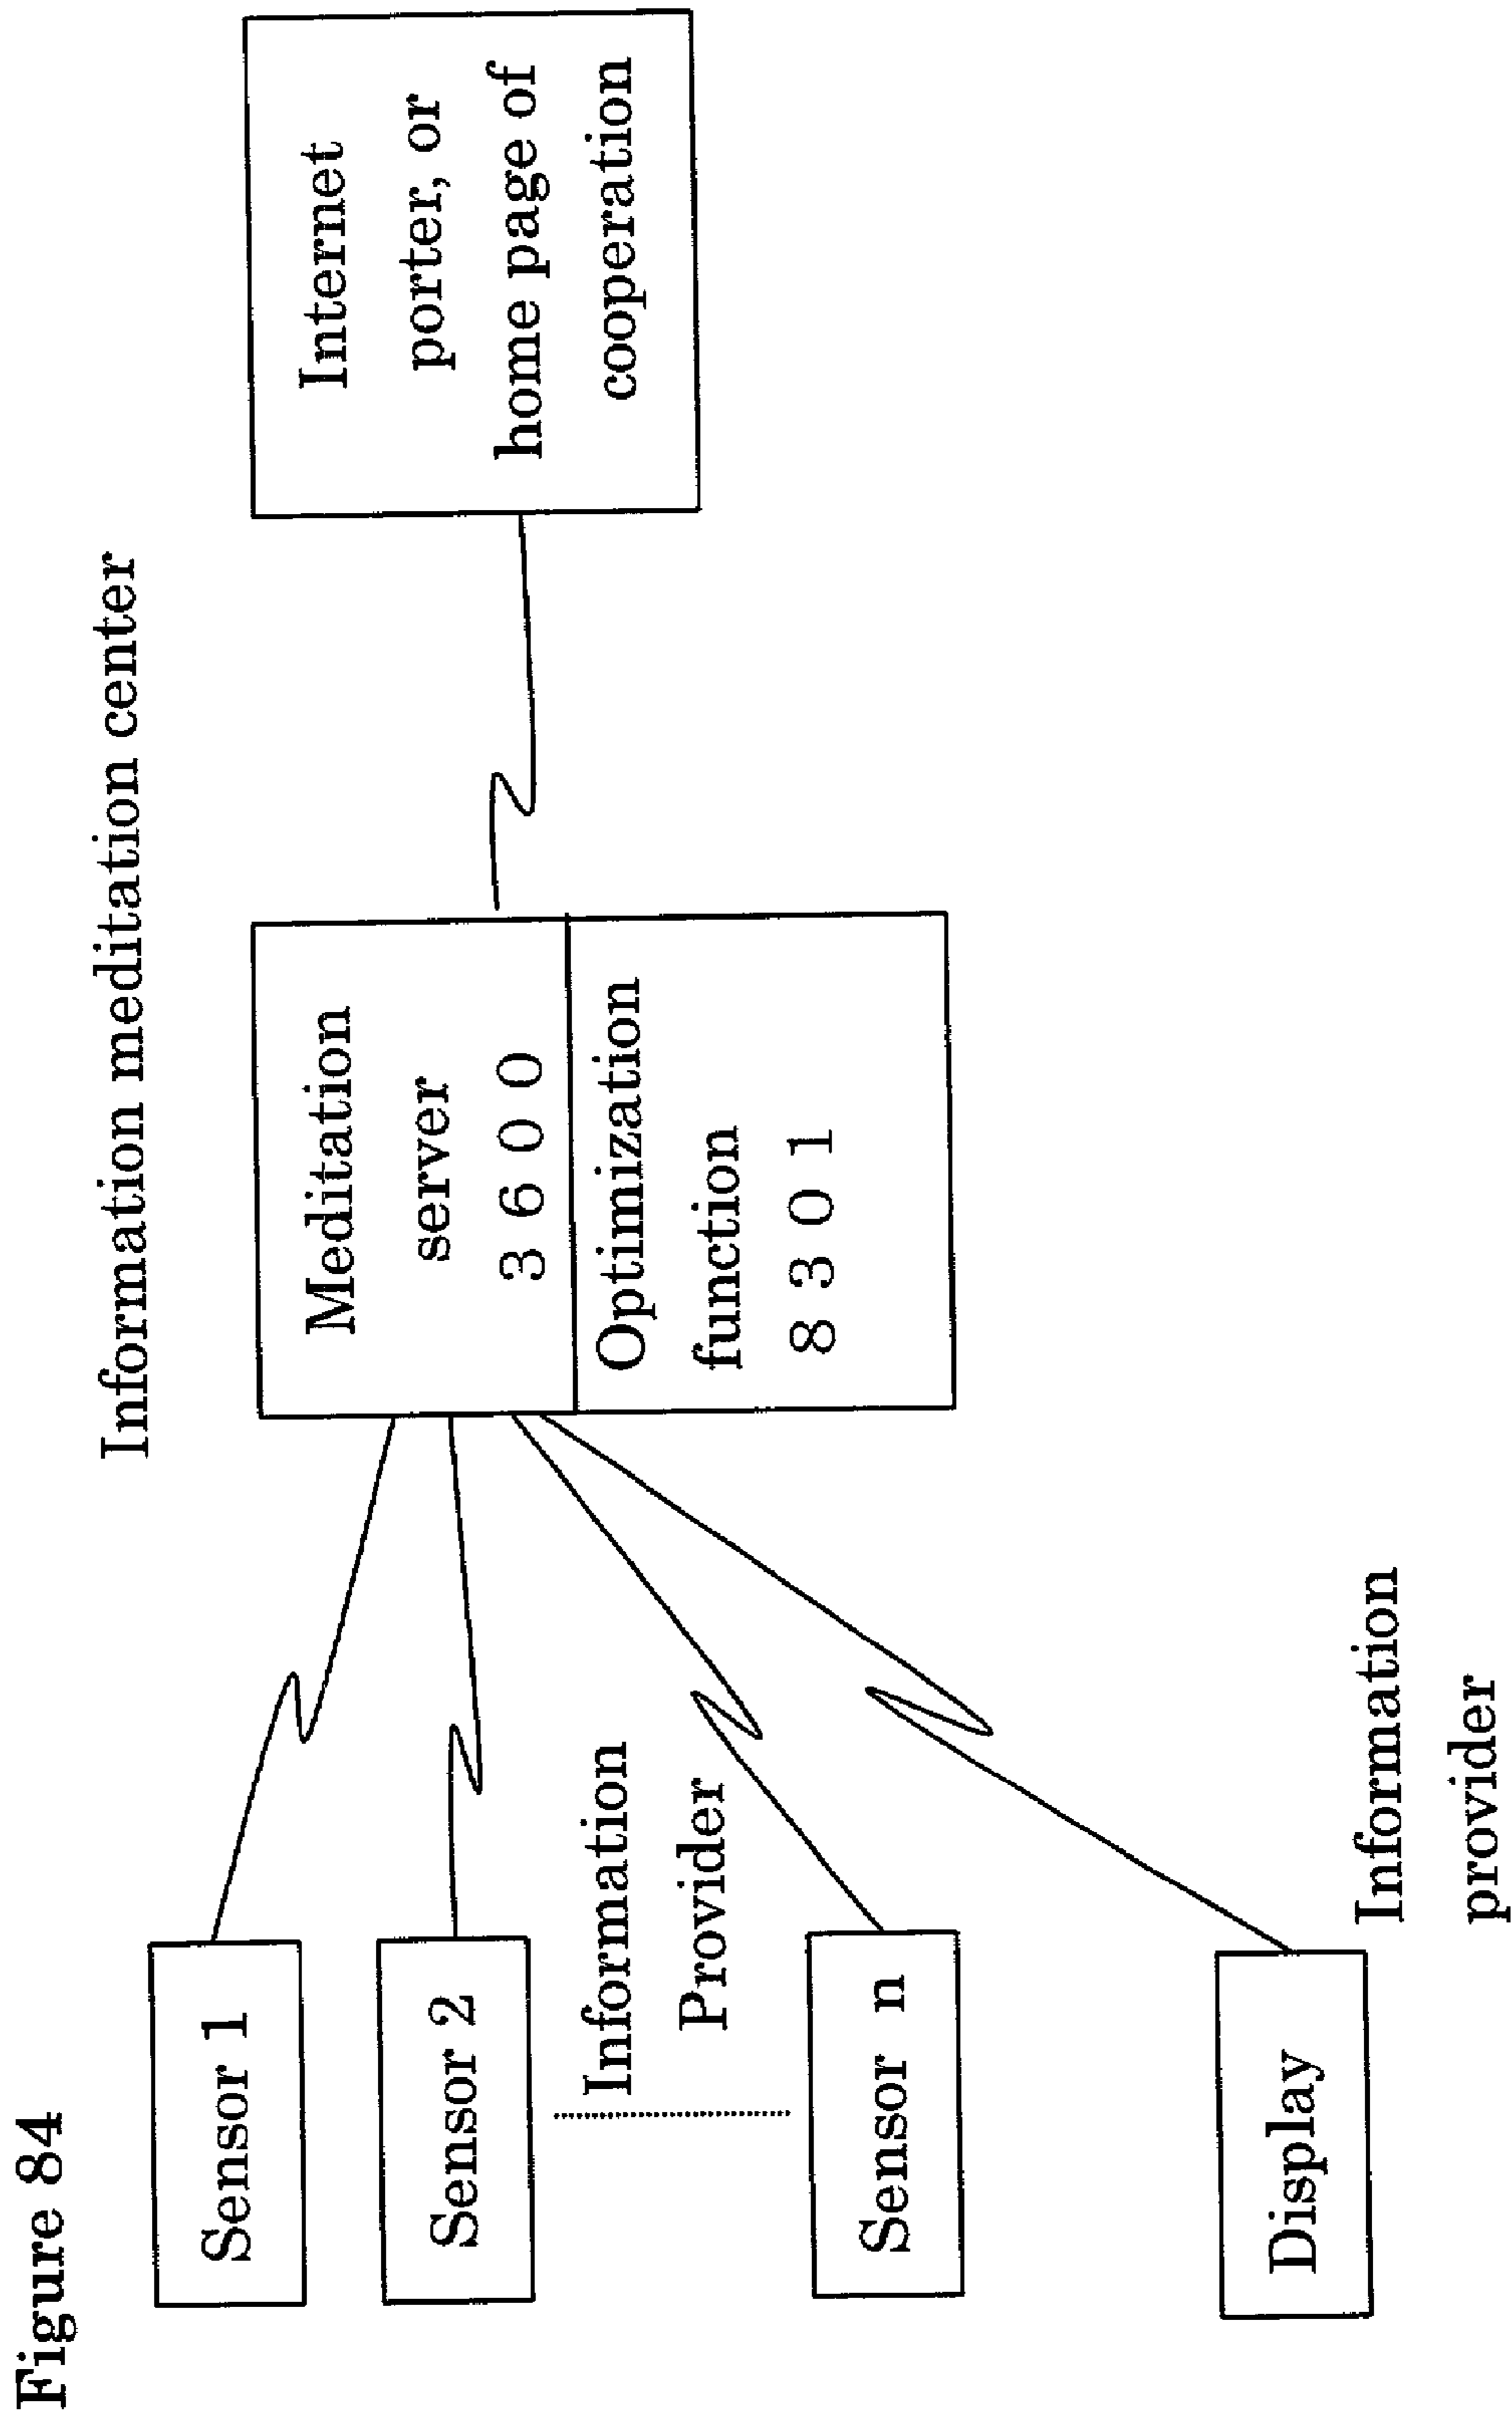 Figure 84
Information meditation center
Sensor 1
Sensor 2
Information
Provider
Sensor n
Display
Information
provider
Meditation
server
3 6 0 0
Optimization
function
8 3 0 1
Internet
porter, or
home page of
cooperation